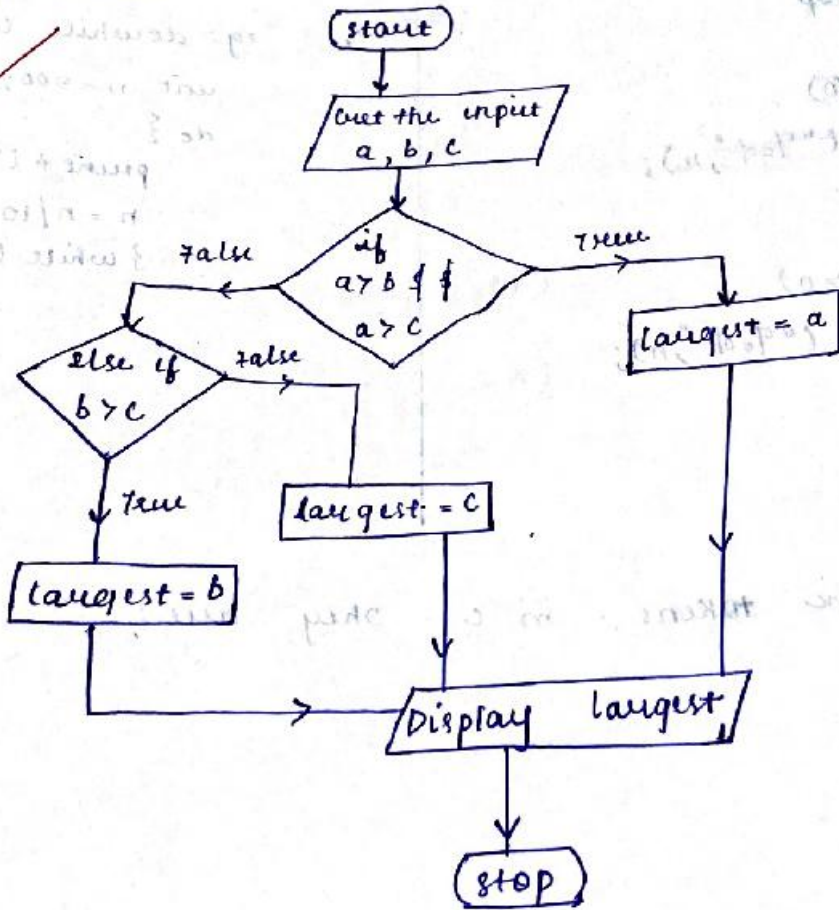 start
Get the input
a, b, c
if
a > b &&
a > c
False
True
largest = a
else if
b > c
False
True
largest = c
largest = b
Display largest
stop